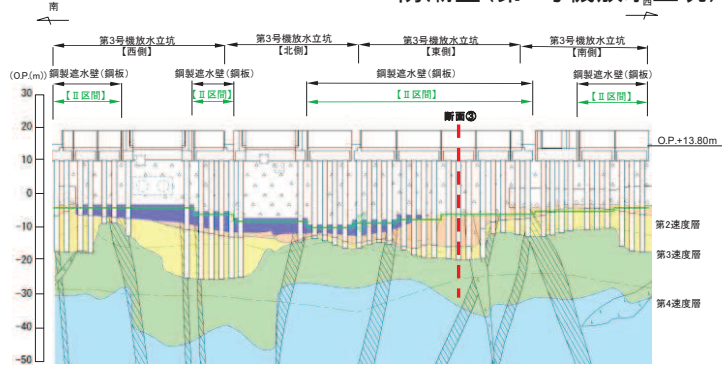 南
西
第3号機放水立坑
【西側】
第3号機放水立坑
【北側】
第3号機放水立坑
【東側】
第3号機放水立坑
【南側】
(O.P.(m))
鋼製遮水壁(鋼板)
鋼製遮水壁(鋼板)
鋼製遮水壁(鋼板)
鋼製遮水壁(鋼板)
【Ⅱ区間】
【Ⅱ区間】
【Ⅱ区間】
【Ⅱ区間】
断面③
30
20
10
0
-10
-20
-30
-40
-50
O.P.+13.80m
第2速度層
第3速度層
第4速度層